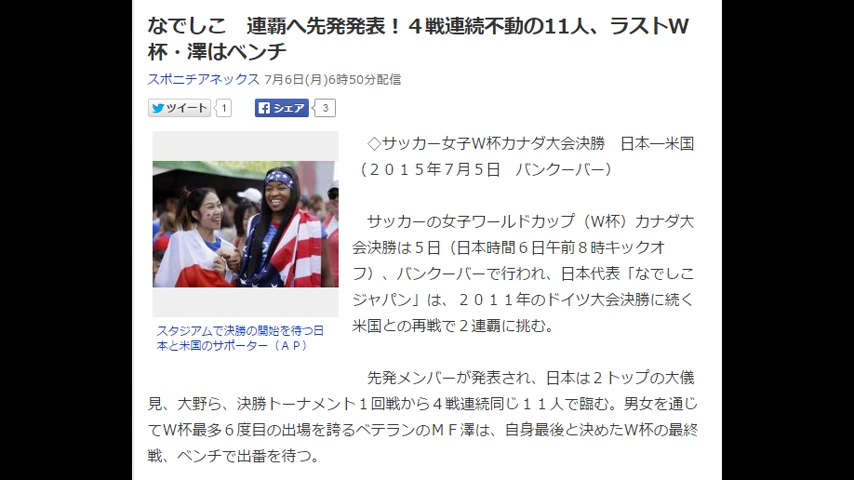 なでしこ　連覇へ先発発表！４戦連続不動の11人、ラストW
杯・澤はベンチ
スポニチアネックス 7月6日(月)6時50分配信
ツイート 1 シェア 3
◇サッカー女子Ｗ杯カナダ大会決勝　日本―米国
（２０１５年７月５日　バンクーバー）
サッカーの女子ワールドカップ（Ｗ杯）カナダ大
会決勝は５日（日本時間６日午前８時キックオ
フ）、バンクーバーで行われ、日本代表「なでしこ
ジャパン」は、２０１１年のドイツ大会決勝に続く
米国との再戦で２連覇に挑む。
スタジアムで決勝の開始を待つ日
本と米国のサポーター（ＡＰ）
先発メンバーが発表され、日本は２トップの大儀
見、大野ら、決勝トーナメント１回戦から４戦連続同じ１１人で臨む。男女を通じ
てＷ杯最多６度目の出場を誇るベテランのＭＦ澤は、自身最後と決めたＷ杯の最終
戦、ベンチで出番を待つ。